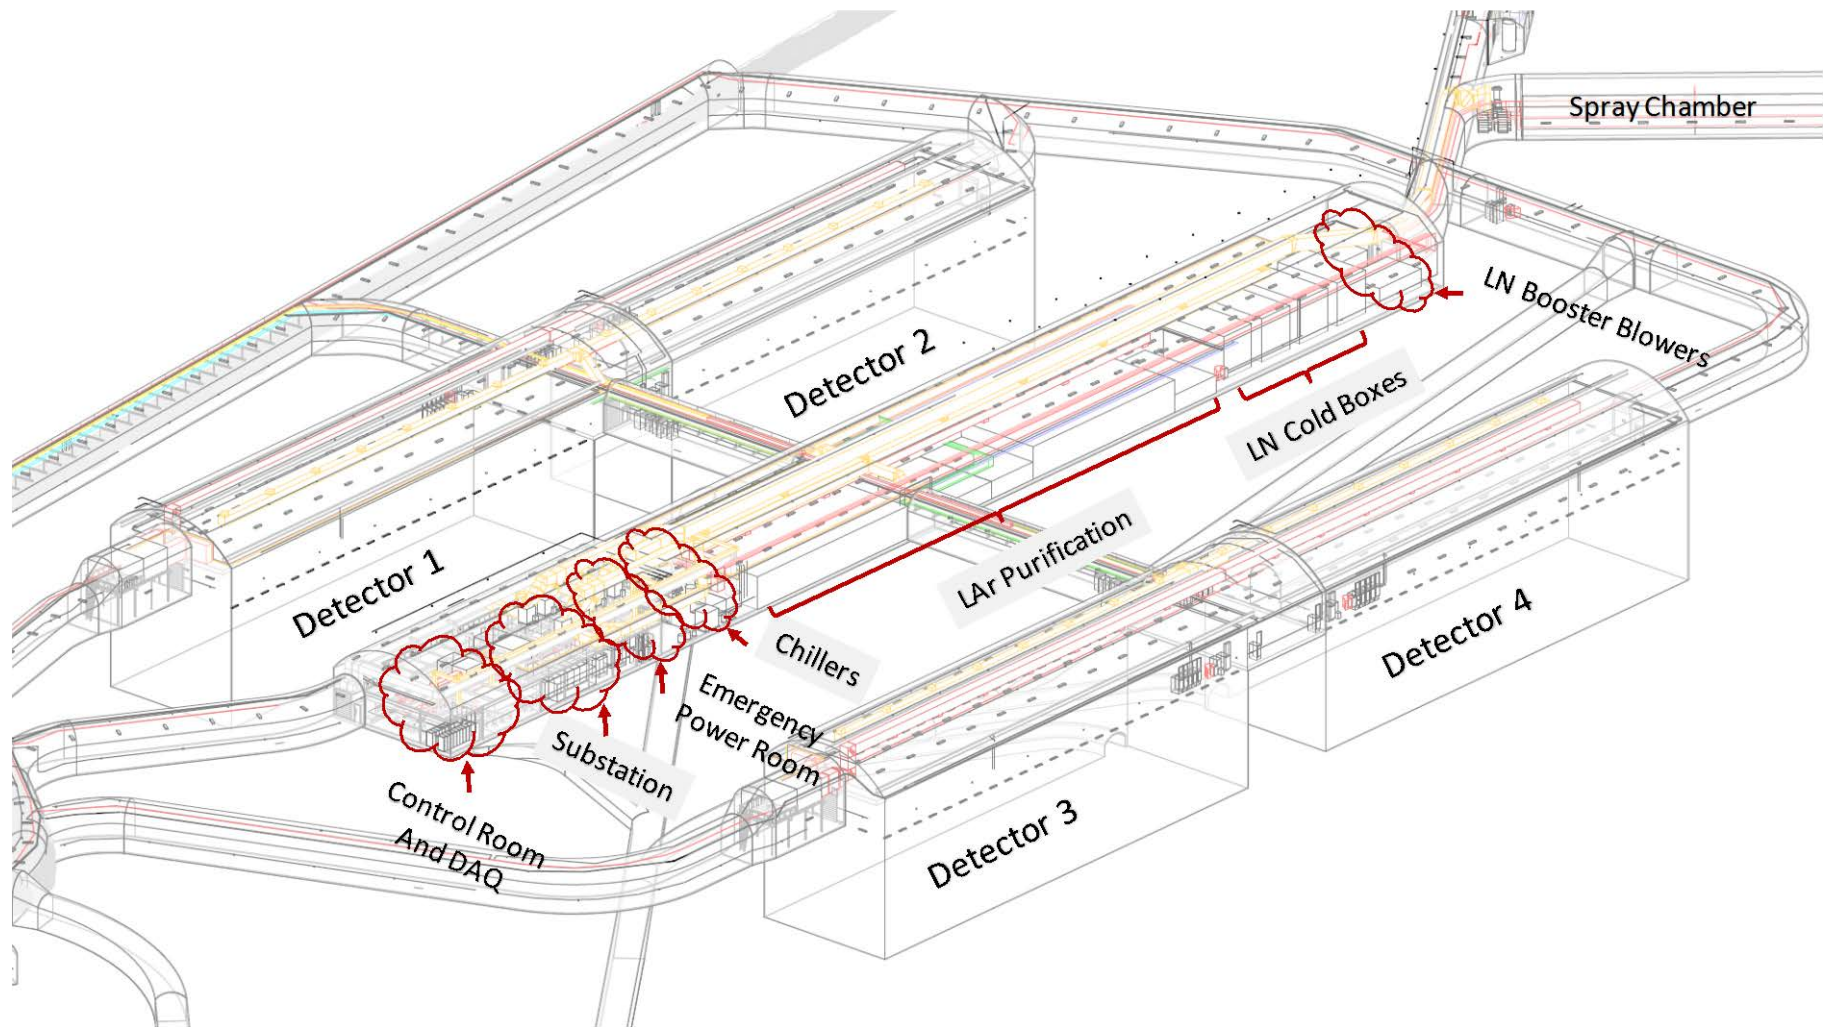 Spray Chamber
LN Booster Blowers
Detector 2
LN Cold Boxes
LAr Purification
Detector 1
Detector 4
Chillers
Emergency
Power Room
Substation
Control Room
And DAQ
Detector 3